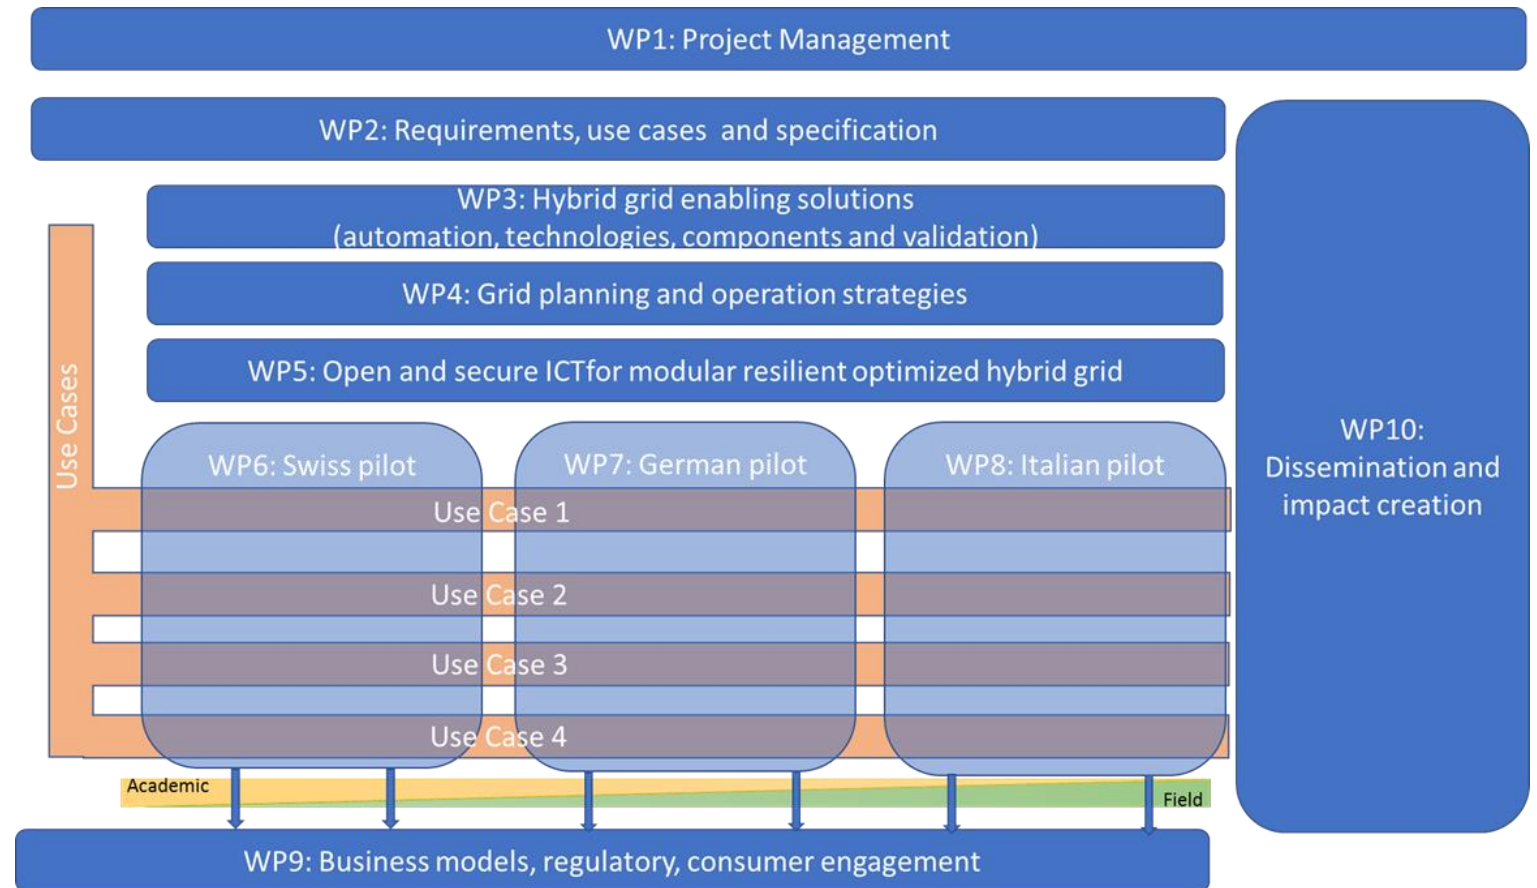 WP1: Project Management
WP2: Requirements, use cases and specification
WP3: Hybrid grid enabling solutions
(automation, technologies, components and validation)
WP4: Grid planning and operation strategies
WP5: Open and secure ICTfor modular resilient optimized hybrid grid
Use Cases
WP6: Swiss pilot
WP7: German pilot
WP8: Italian pilot
Use Case 1
Use Case 2
Use Case 3
Use Case 4
WP10:
Dissemination and
impact creation
Academic
Field
WP9: Business models, regulatory, consumer engagement